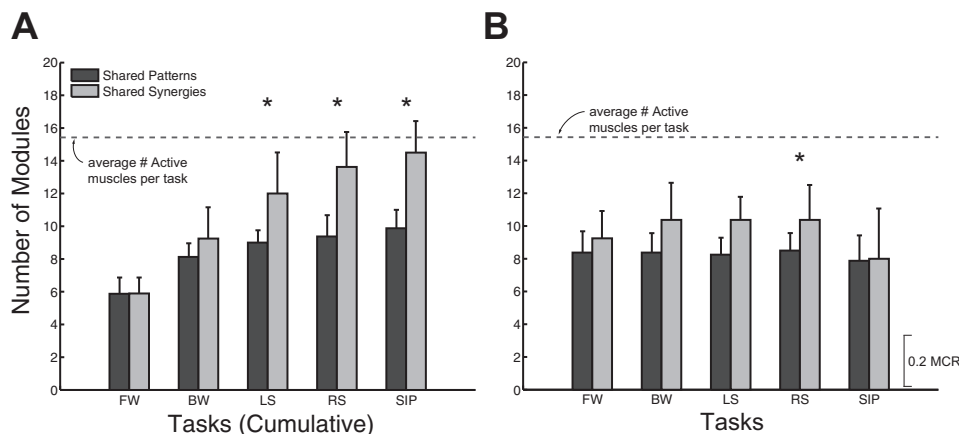 A
B
20
18
16
14
12
10
8
6
4
2
0
Number of Modules
Shared Patterns
Shared Synergies
*
*
*
average # Active
muscles per task
FW
BW
LS
RS
SIP
Tasks (Cumulative)
20
18
16
14
12
10
8
6
4
2
0
average # Active
muscles per task
*
0.2 MCR
FW
BW
LS
RS
SIP
Tasks